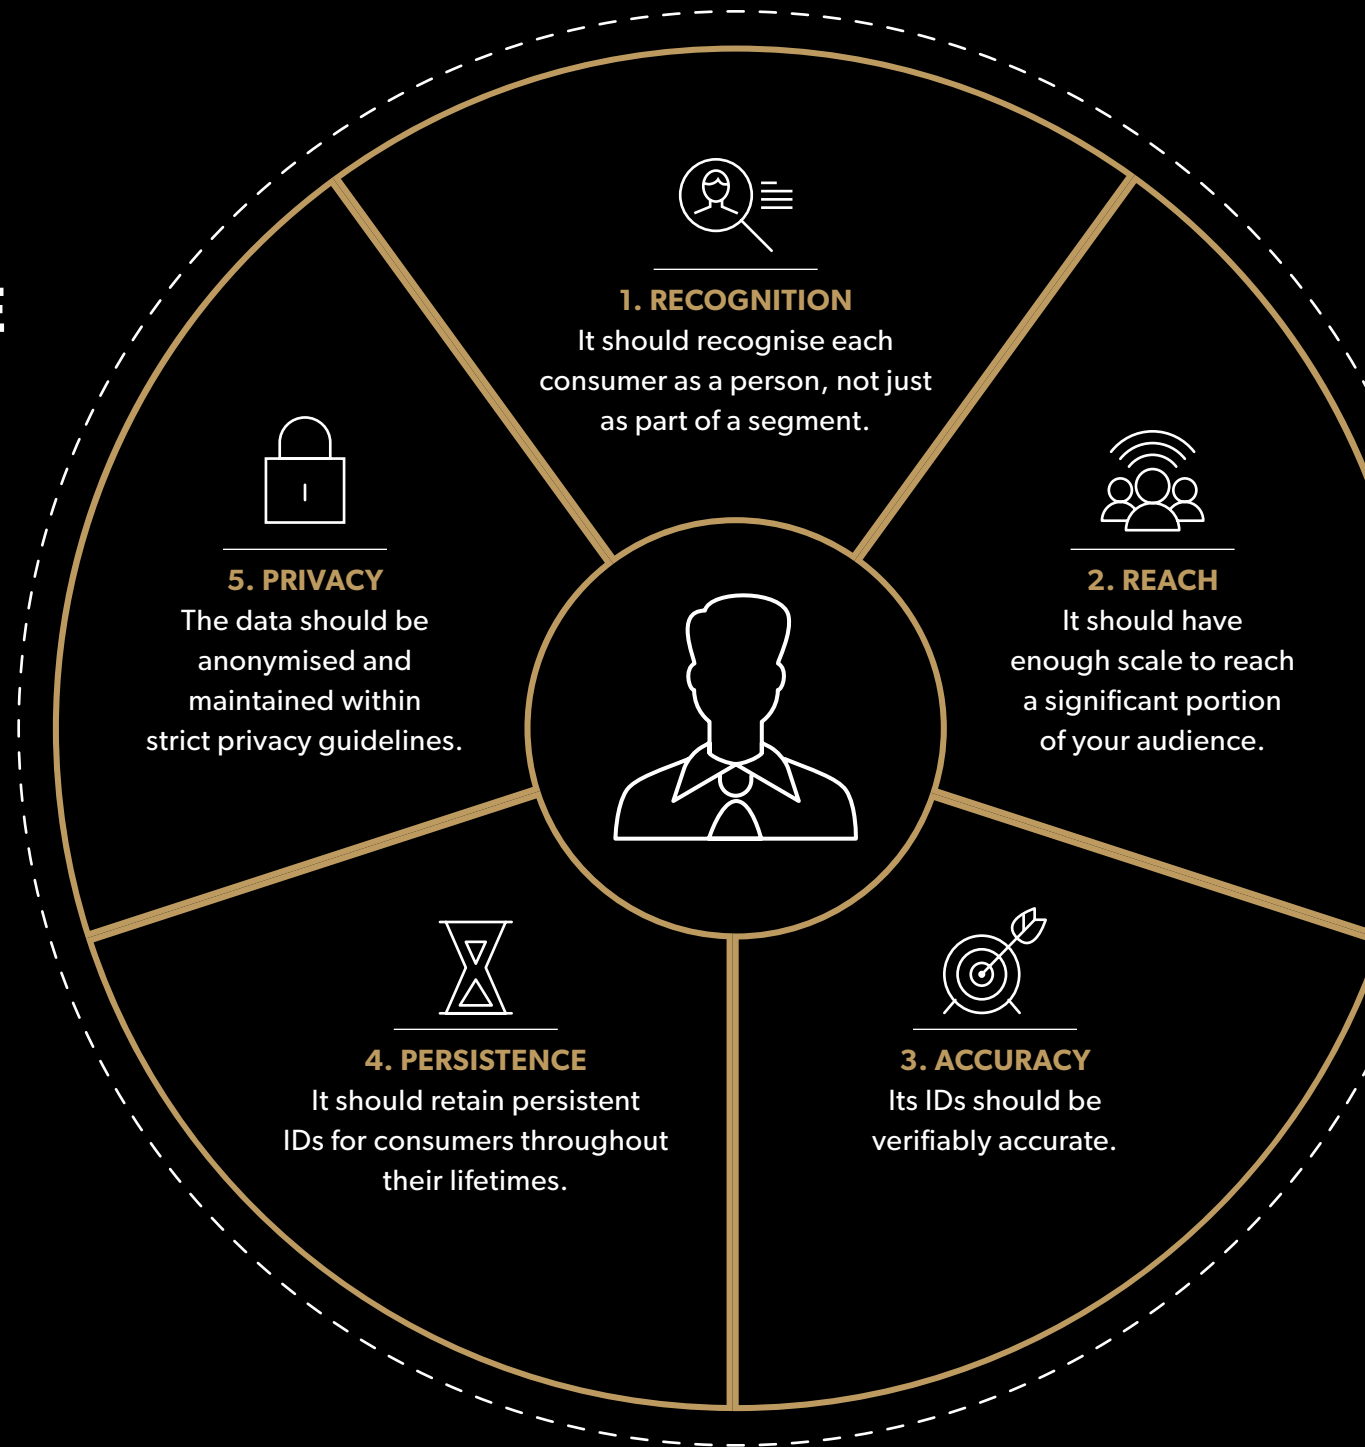 1. RECOGNITION
It should recognise each
consumer as a person, not just
as part of a segment.
2. REACH
It should have
enough scale to reach
a significant portion
of your audience.
3. ACCURACY
Its IDs should be
verifiably accurate.
4. PERSISTENCE
It should retain persistent
IDs for consumers throughout
their lifetimes.
5. PRIVACY
The data should be
anonymised and
maintained within
strict privacy guidelines.